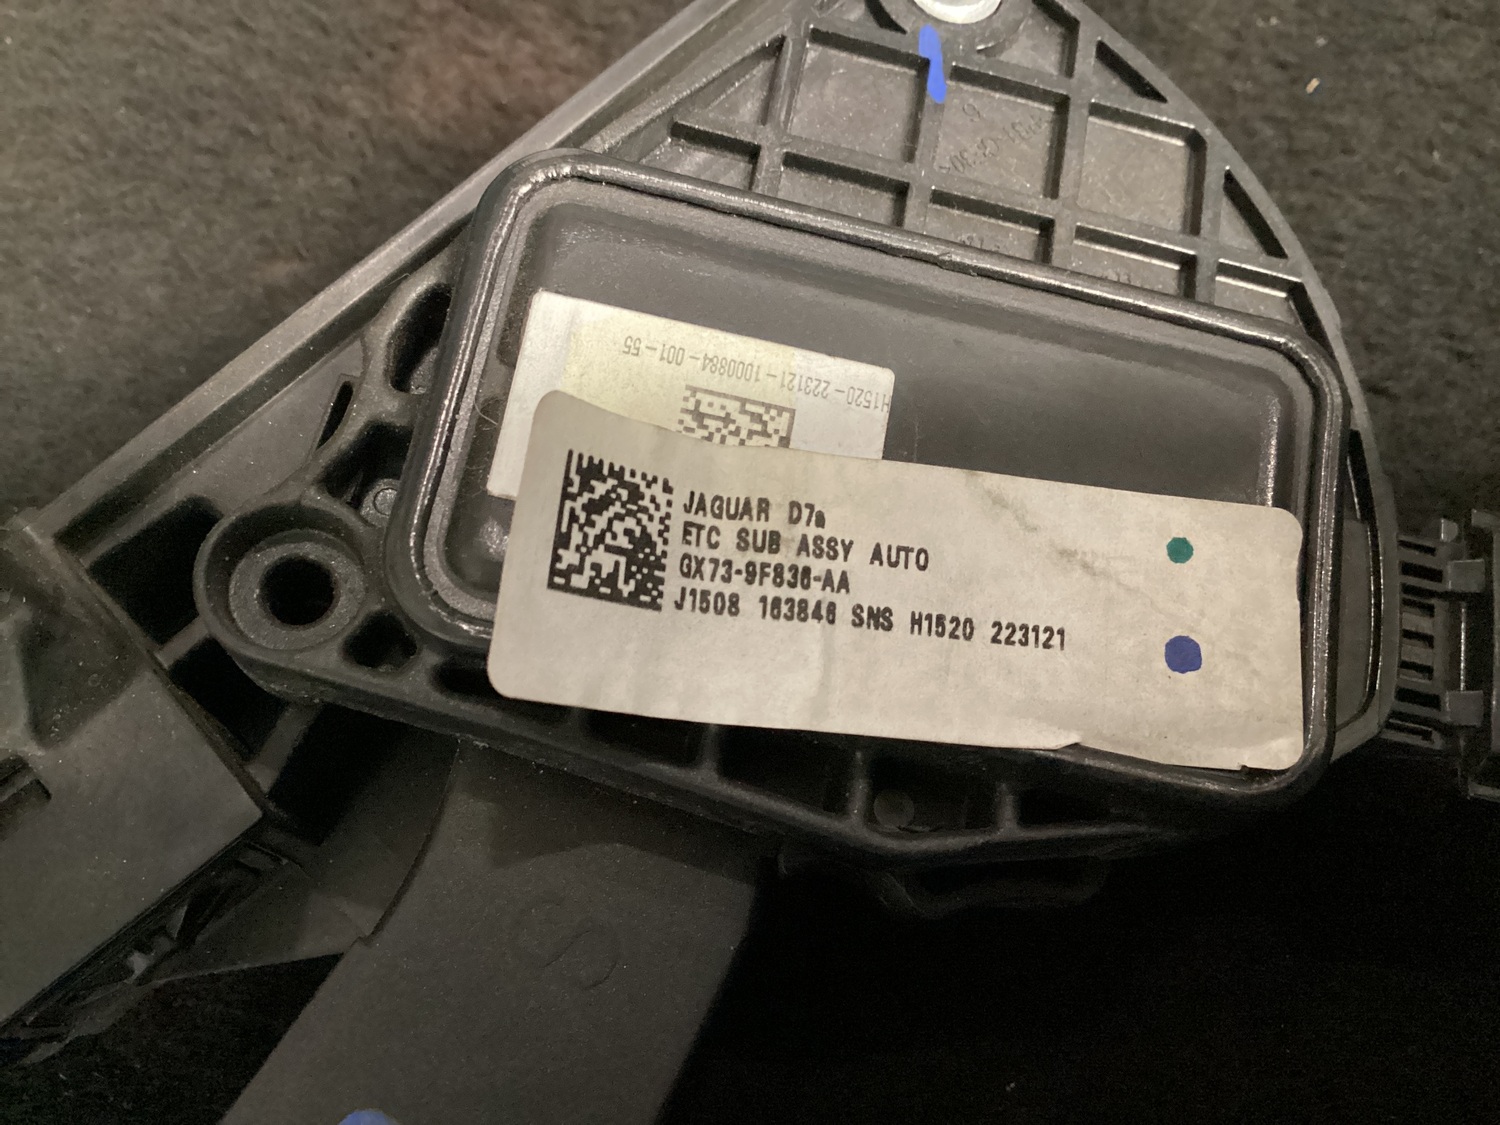 H1520-223121-1000884-001-55
JAGUAR D7a
ETC SUB ASSY AUTO
GX73-9F836-AA
J1508 163846 SNS H1520 223121